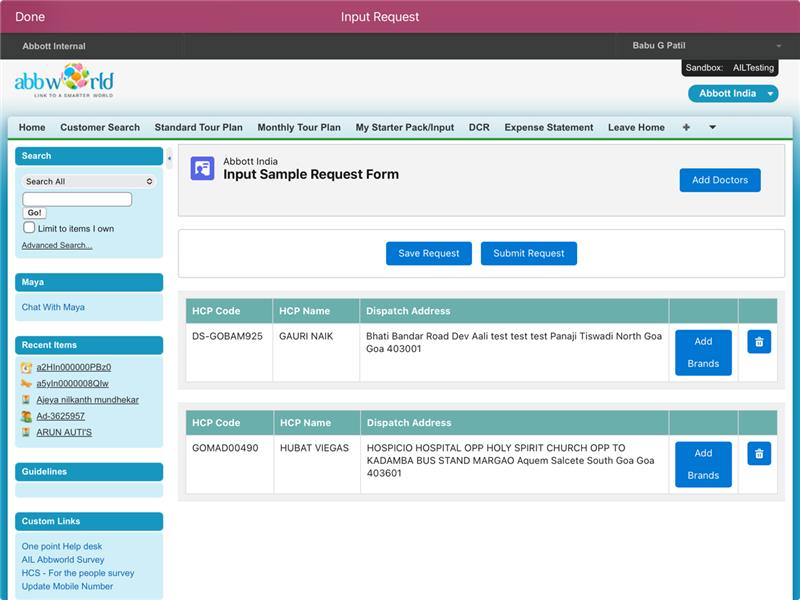 Done
Input Request
Abbott Internal
Babu G Patil
Sandbox: AILTesting
abbworld
LINK TO A SMARTER WORLD
Abbott India
Home Customer Search Standard Tour Plan Monthly Tour Plan My Starter Pack/Input DCR Expense Statement Leave Home +
Search
Search All
Go!
Limit to items I own
Advanced Search...
Maya
Chat With Maya
Recent Items
a2HIn000000PBz0
a5yIn0000008QIw
Ajeya nilkanth mundhekar
Ad-3625957
ARUN AUTI'S
Guidelines
Custom Links
One point Help desk
AIL Abbworld Survey
HCS - For the people survey
Update Mobile Number
Abbott India
Input Sample Request Form
Add Doctors
Save Request Submit Request
HCP Code HCP Name Dispatch Address
DS-GOBAM925 GAURI NAIK Bhati Bandar Road Dev Aali test test test Panaji Tiswadi North Goa
Goa 403001
Add
Brands
HCP Code HCP Name Dispatch Address
GOMAD00490 HUBAT VIEGAS HOSPICIO HOSPITAL OPP HOLY SPIRIT CHURCH OPP TO
KADAMBA BUS STAND MARGAO Aquem Salcete South Goa Goa
403601
Add
Brands